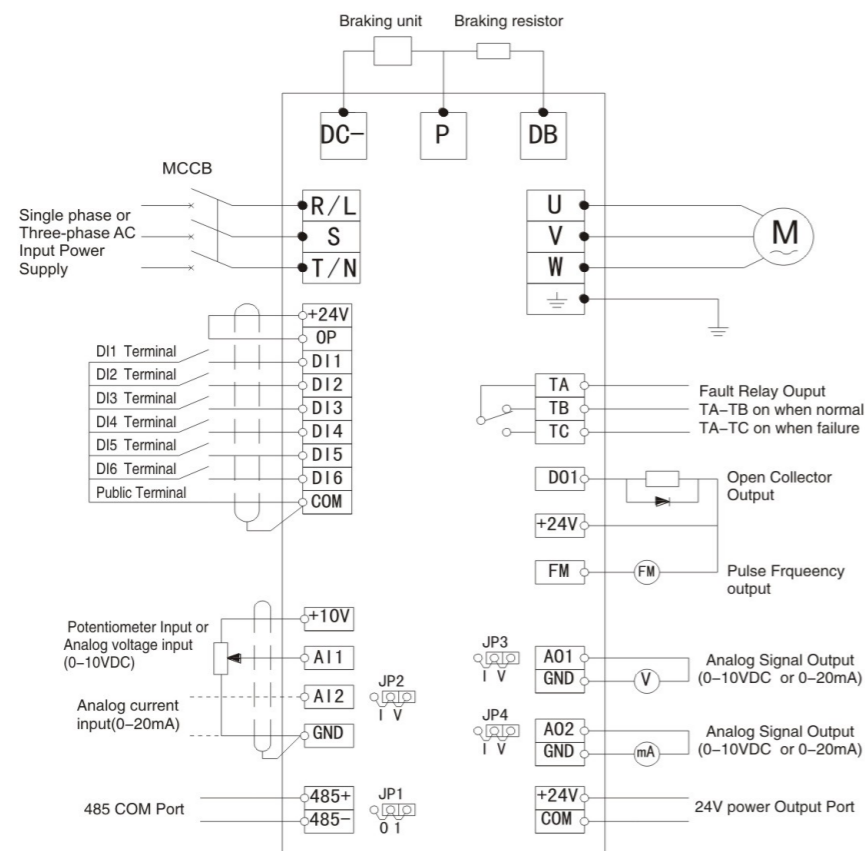 Braking unit
Braking resistor
DC-
P
DB
MCCB
Single phase or
Three-phase AC
Input Power
Supply
R/L
S
T/N
U
V
W
M
+24V
OP
DI1
DI2
DI3
DI4
DI5
DI6
COM
DI1 Terminal
DI2 Terminal
DI3 Terminal
DI4 Terminal
DI5 Terminal
DI6 Terminal
Public Terminal
TA
TB
TC
Fault Relay Ouput
TA-TB on when normal
TA-TC on when failure
DO1
+24V
FM
FM
Open Collector
Output
Pulse Frqueency
output
Potentiometer Input or
Analog voltage input
(0-10VDC)
Analog current
input(0-20mA)
+10V
AI1
AI2
GND
JP2
I V
JP3
I V
AO1
GND
V
Analog Signal Output
(0-10VDC or 0-20mA)
JP4
I V
AO2
GND
mA
Analog Signal Output
(0-10VDC or 0-20mA)
485 COM Port
485+
485-
JP1
0 1
+24V
COM
24V power Output Port